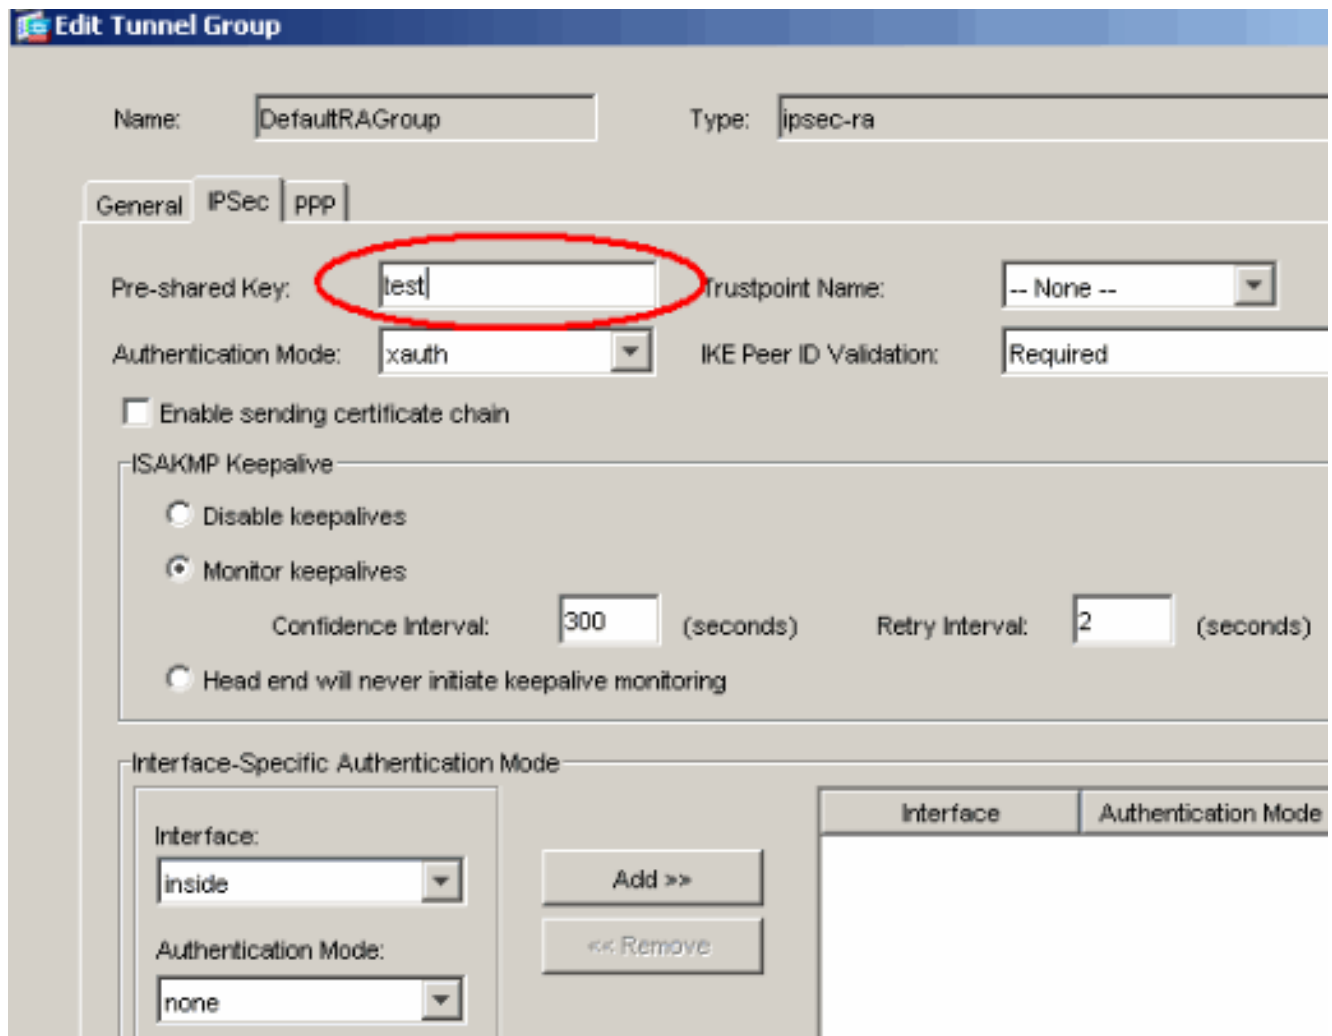 Edit Tunnel Group
Name: DefaultRAGroup Type: ipsec-ra
General IPSec PPP
Pre-shared Key: test Trustpoint Name: -- None --
Authentication Mode: xauth IKE Peer ID Validation: Required
Enable sending certificate chain
ISAKMP Keepalive
Disable keepalives
Monitor keepalives
Confidence Interval: 300 (seconds) Retry Interval: 2 (seconds)
Head end will never initiate keepalive monitoring
Interface-Specific Authentication Mode
Interface Authentication Mode
Interface:
inside
Add >>
<< Remove
Authentication Mode:
none